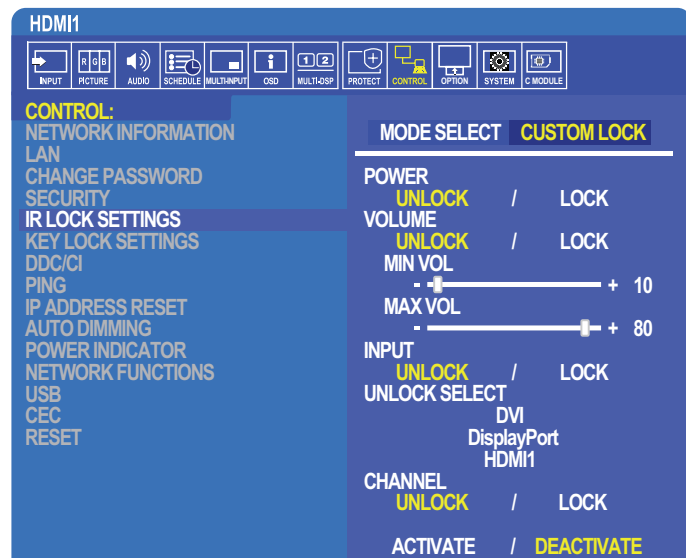 HDMI1
INPUT PICTURE AUDIO SCHEDULE MULTI-INPUT OSD MULTI-DSP PROTECT CONTROL OPTION SYSTEM C MODULE
R G B
1 2
CONTROL:
NETWORK INFORMATION
LAN
CHANGE PASSWORD
SECURITY
IR LOCK SETTINGS
KEY LOCK SETTINGS
DDC/CI
PING
IP ADDRESS RESET
AUTO DIMMING
POWER INDICATOR
NETWORK FUNCTIONS
USB
CEC
RESET
MODE SELECT CUSTOM LOCK
POWER
UNLOCK / LOCK
VOLUME
UNLOCK / LOCK
MIN VOL
- + 10
MAX VOL
- + 80
INPUT
UNLOCK / LOCK
UNLOCK SELECT
DVI
DisplayPort
HDMI1
CHANNEL
UNLOCK / LOCK
ACTIVATE / DEACTIVATE